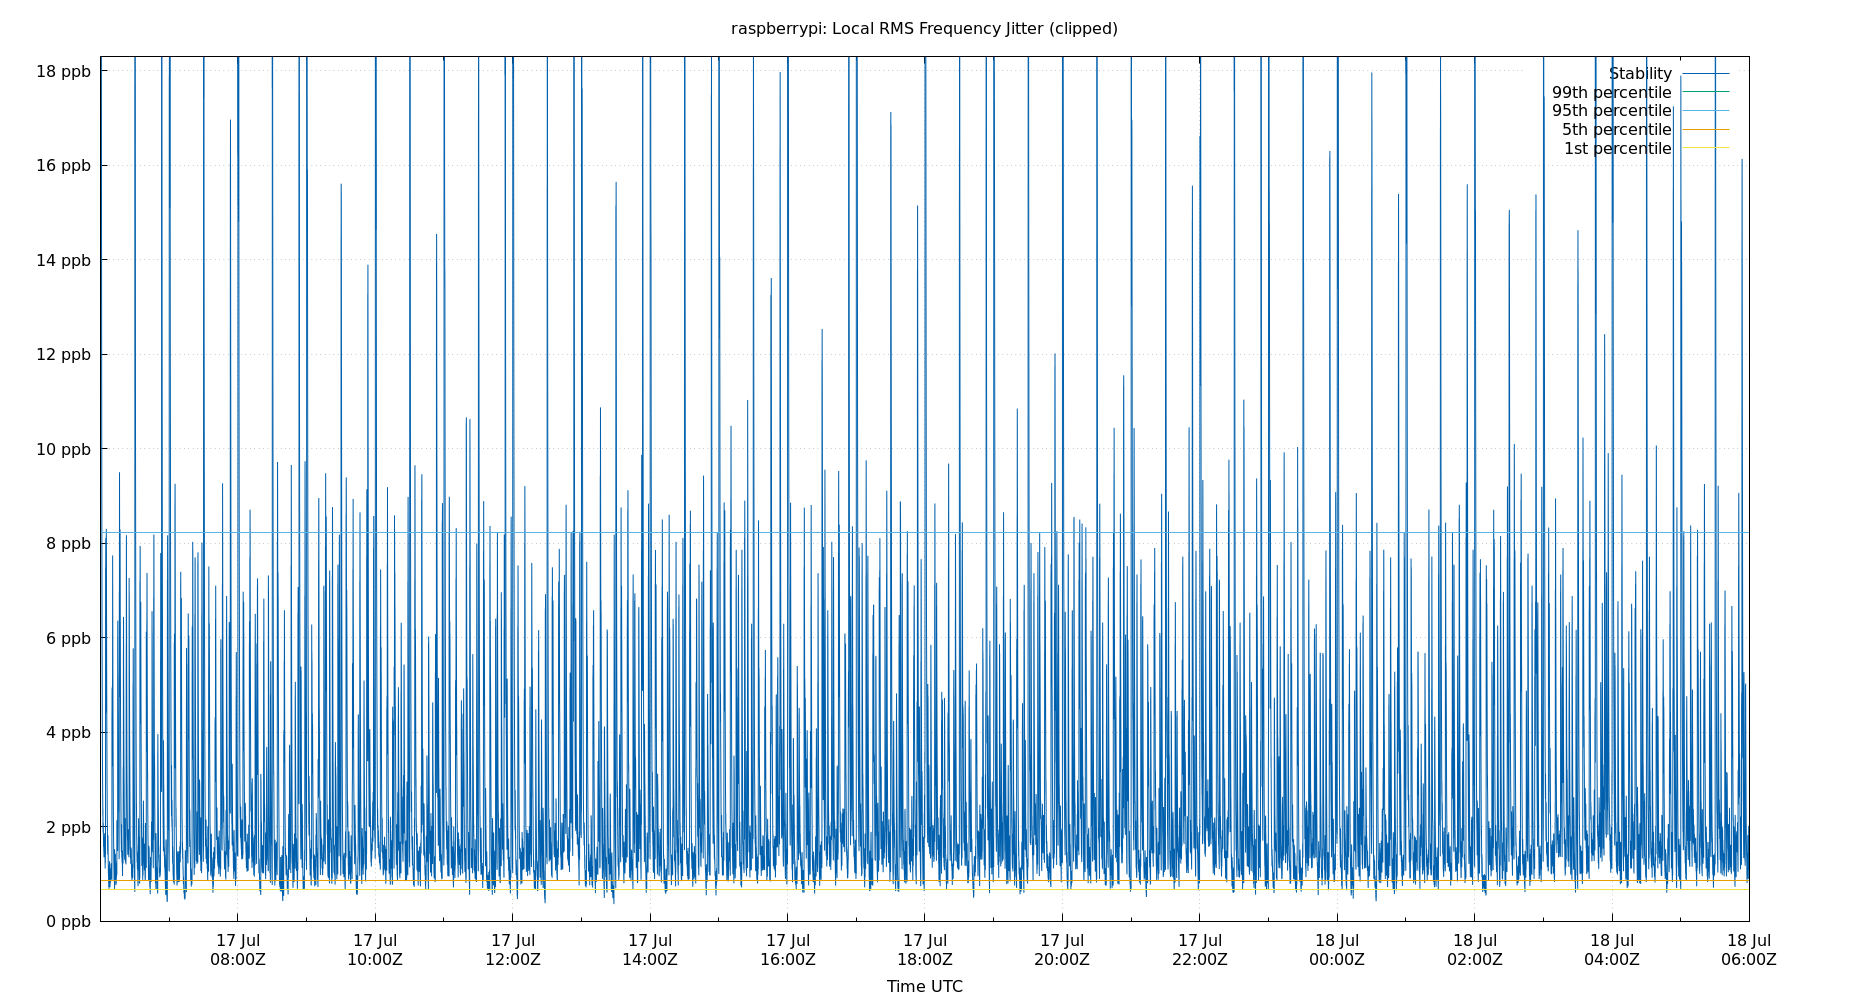 raspberrypi: Local RMS Frequency Jitter (clipped)
18 ppb
16 ppb
14 ppb
12 ppb
10 ppb
8 ppb
6 ppb
4 ppb
2 ppb
0 ppb
Stability
99th percentile
95th percentile
5th percentile
1st percentile
17 Jul 17 Jul 17 Jul 17 Jul 17 Jul 17 Jul 17 Jul 17 Jul 18 Jul 18 Jul 18 Jul 18 Jul
08:00Z 10:00Z 12:00Z 14:00Z 16:00Z 18:00Z 20:00Z 22:00Z 00:00Z 02:00Z 04:00Z 06:00Z
Time UTC